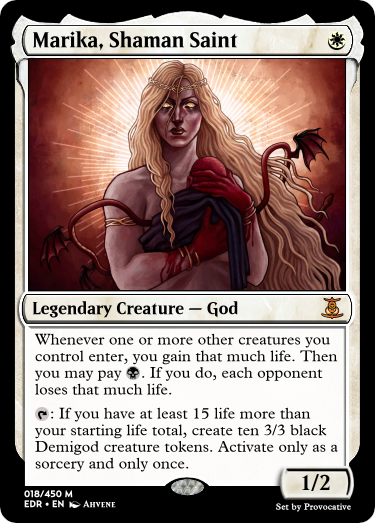 Marika, Shaman Saint
Legendary Creature — God
Whenever one or more other creatures you
control enter, you gain that much life. Then
you may pay . If you do, each opponent
loses that much life.
: If you have at least 15 life more than
your starting life total, create ten 3/3 black
Demigod creature tokens. Activate only as a
sorcery and only once.
1/2
018/450 M
EDR • EN AHVENE
Set by Provocative